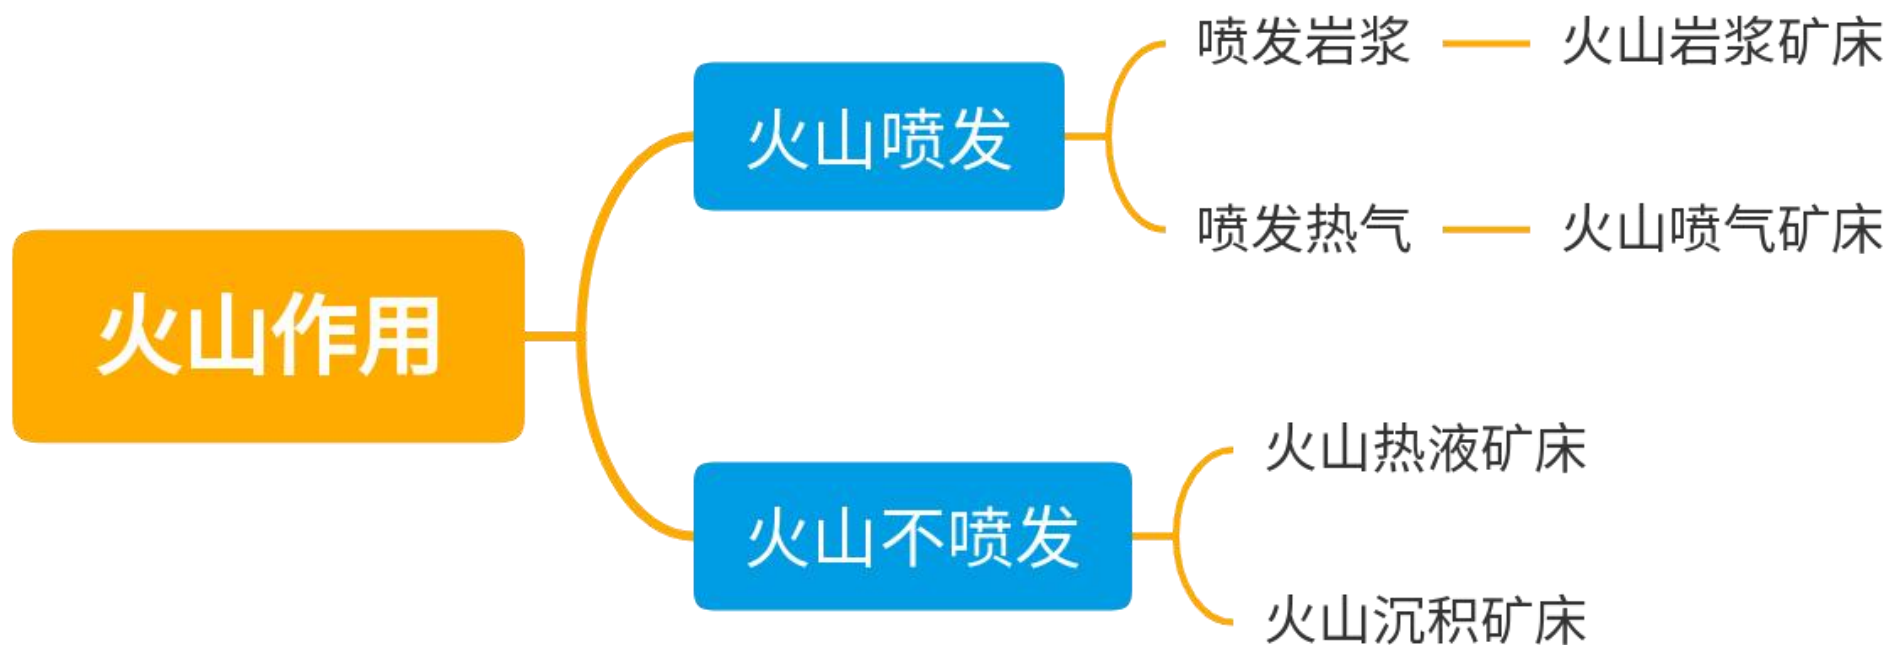 火山作用
火山喷发
喷发岩浆
火山岩浆矿床
喷发热气
火山喷气矿床
火山不喷发
火山热液矿床
火山沉积矿床